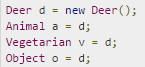 Deer d = new Deer();
Animal a = d;
Vegetarian v = d;
Object o = d;